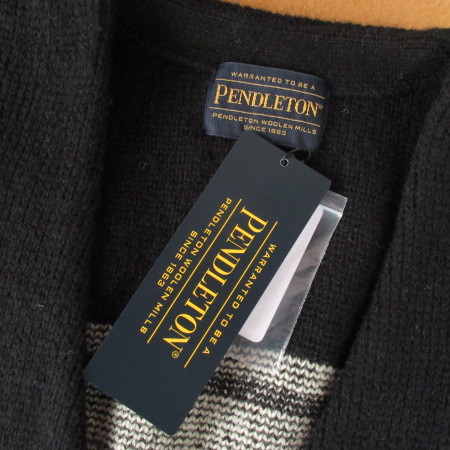 WARRANTED TO BE A
PENDLETON®
PENDLETON WOOLEN MILLS
SINCE 1863
WARRANTED TO BE A
PENDLETON®
PENDLETON WOOLEN MILLS
SINCE 1863